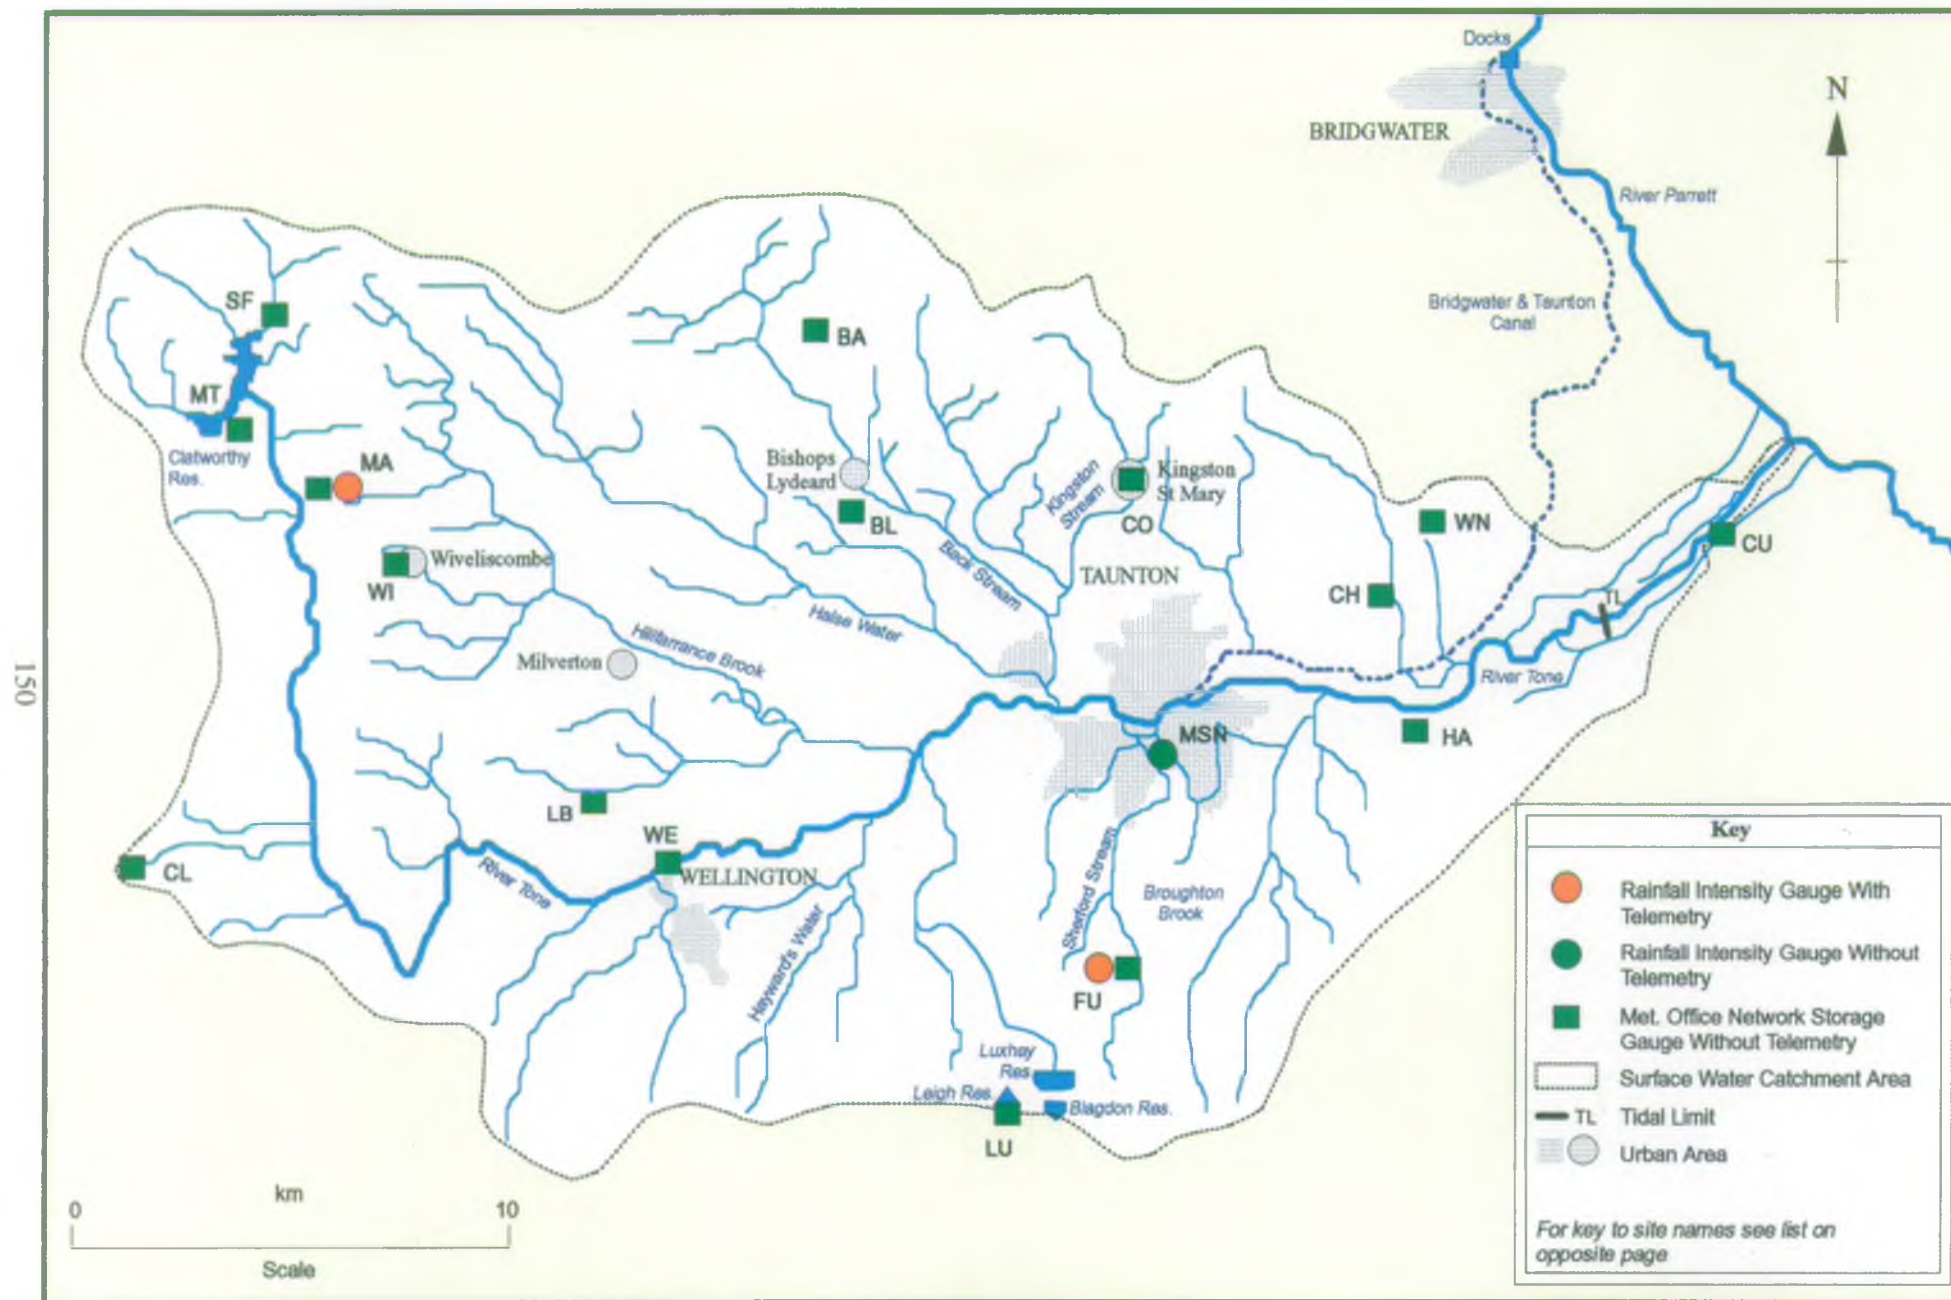 Docks
N
BRIDGWATER
River Parrett
Bridgwater & Taunton
Canal
SF
BA
MT
Clatworthy
Res.
MA
Bishops
Lydeard
BL
Kingston
Stream
Kingston
St Mary
CO
WN
CU
Wiveliscombe
WI
Back Stream
TAUNTON
CH
TL
Halse Water
Hillfarrance Brook
Milverton
River Tone
150
MSN
HA
LB
WE
WELLINGTON
River Tone
CL
Hayward's Water
Sherford Stream
Broughton
Brook
FU
Luxhay
Res.
Leigh Res.
Blagdon Res.
LU
km
0 10
Scale
Key
Rainfall Intensity Gauge With
Telemetry
Rainfall Intensity Gauge Without
Telemetry
Met. Office Network Storage
Gauge Without Telemetry
Surface Water Catchment Area
TL Tidal Limit
Urban Area
For key to site names see list on
opposite page